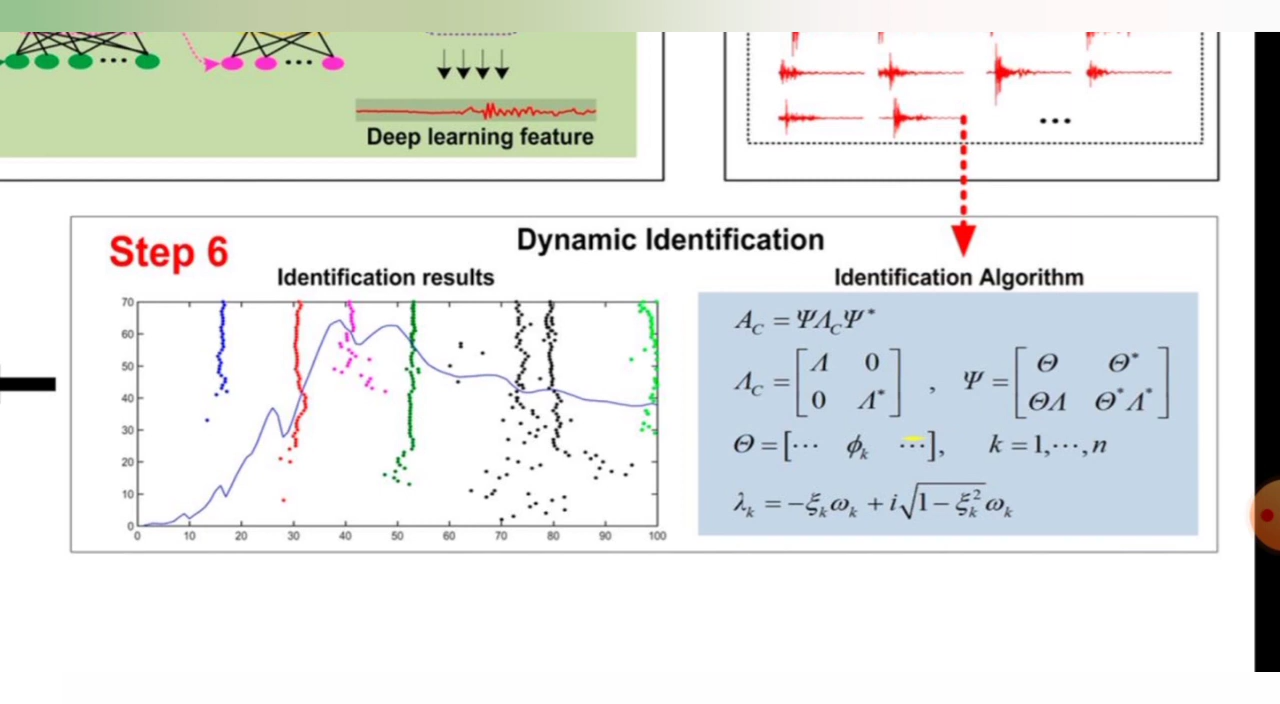 Deep learning feature
...
Step 6
Dynamic Identification
Identification results
70
60
50
40
30
20
10
0
0 10 20 30 40 50 60 70 80 90 100
Identification Algorithm
A_C = ΨΛ_CΨ*
Λ_C = [Λ 0
0 Λ*] , Ψ = [Θ Θ*
ΘΛ Θ*Λ*]
Θ = [⋯ ϕ_k ⋯], k = 1,⋯,n
λ_k = −ξ_kω_k + i√(1−ξ_k²) ω_k